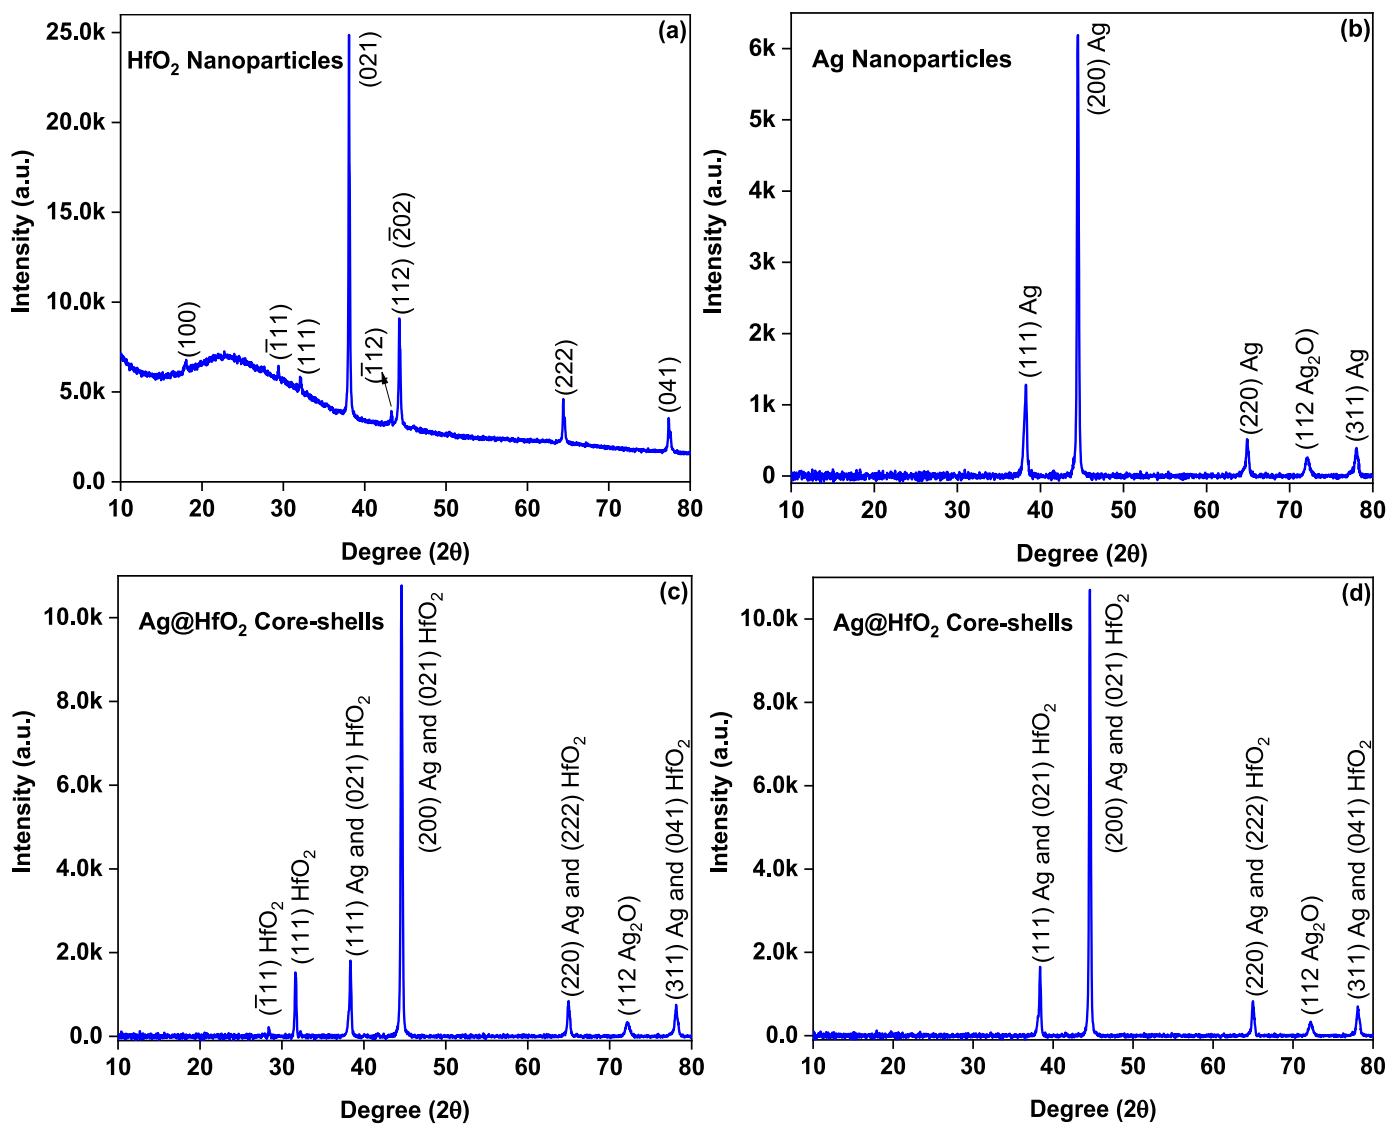 (a)
HfO₂ Nanoparticles
Intensity (a.u.)
25.0k
20.0k
15.0k
10.0k
5.0k
0.0
(100)
(1̅11)
(111)
(021)
(1̅12)
(112) (2̅02)
(222)
(041)
10 20 30 40 50 60 70 80
Degree (2θ)
(b)
Ag Nanoparticles
Intensity (a.u.)
6k
5k
4k
3k
2k
1k
0
(111) Ag
(200) Ag
(220) Ag
(112 Ag₂O)
(311) Ag
10 20 30 40 50 60 70 80
Degree (2θ)
(c)
Ag@HfO₂ Core-shells
Intensity (a.u.)
10.0k
8.0k
6.0k
4.0k
2.0k
0.0
(1̅11) HfO₂
(111) HfO₂
(111) Ag and (021) HfO₂
(200) Ag and (021) HfO₂
(220) Ag and (222) HfO₂
(112 Ag₂O)
(311) Ag and (041) HfO₂
10 20 30 40 50 60 70 80
Degree (2θ)
(d)
Ag@HfO₂ Core-shells
Intensity (a.u.)
10.0k
8.0k
6.0k
4.0k
2.0k
0.0
(111) Ag and (021) HfO₂
(200) Ag and (021) HfO₂
(220) Ag and (222) HfO₂
(112 Ag₂O)
(311) Ag and (041) HfO₂
10 20 30 40 50 60 70 80
Degree (2θ)